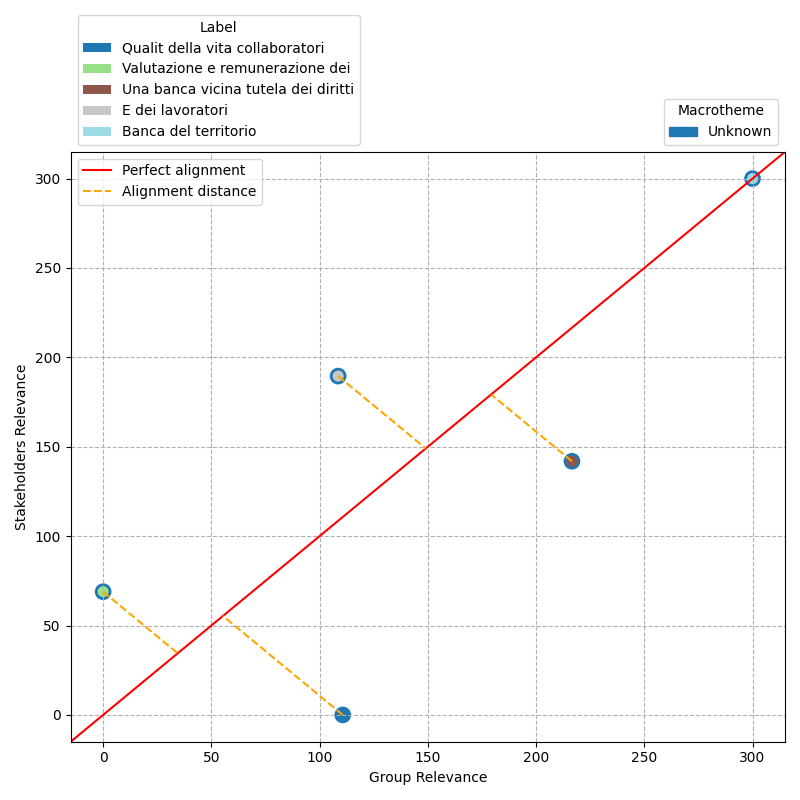 Label
Qualit della vita collaboratori
Valutazione e remunerazione dei
Una banca vicina tutela dei diritti
E dei lavoratori
Banca del territorio
Macrotheme
Unknown
Perfect alignment
Alignment distance
Stakeholders Relevance
300
250
200
150
100
50
0
0 50 100 150 200 250 300
Group Relevance